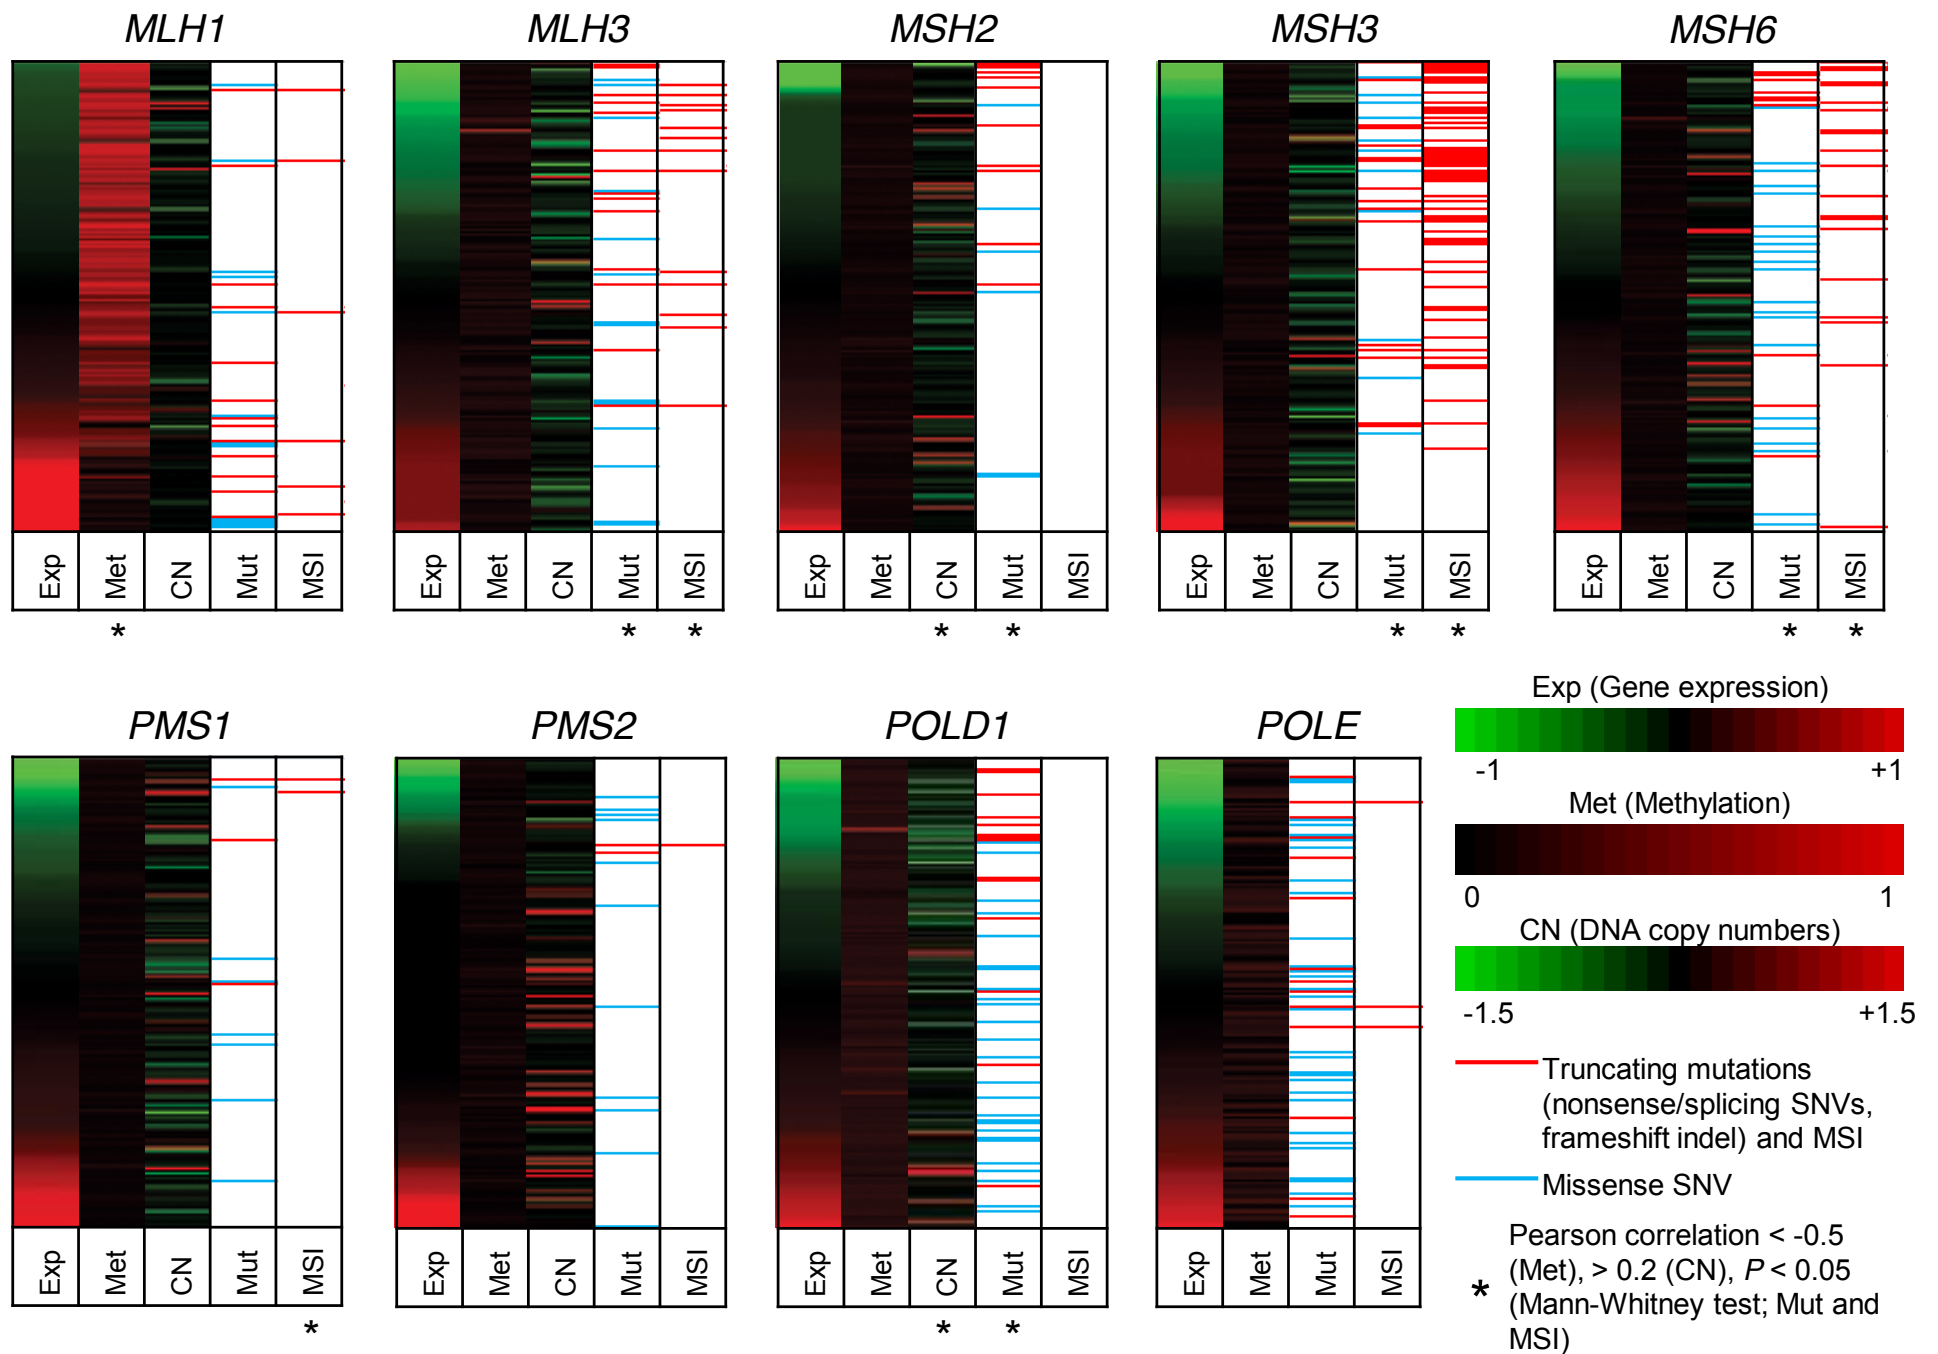 MLH1 MLH3 MSH2 MSH3 MSH6
Exp Met CN Mut MSI Exp Met CN Mut MSI Exp Met CN Mut MSI Exp Met CN Mut MSI Exp Met CN Mut MSI
* * * * * * * * *
Exp (Gene expression)
-1 +1
Met (Methylation)
0 1
CN (DNA copy numbers)
-1.5 +1.5
Truncating mutations
(nonsense/splicing SNVs,
frameshift indel) and MSI
Missense SNV
* Pearson correlation < -0.5
(Met), > 0.2 (CN), P < 0.05
(Mann-Whitney test; Mut and
MSI)
PMS1 PMS2 POLD1 POLE
Exp Met CN Mut MSI Exp Met CN Mut MSI Exp Met CN Mut MSI Exp Met CN Mut MSI
* * *